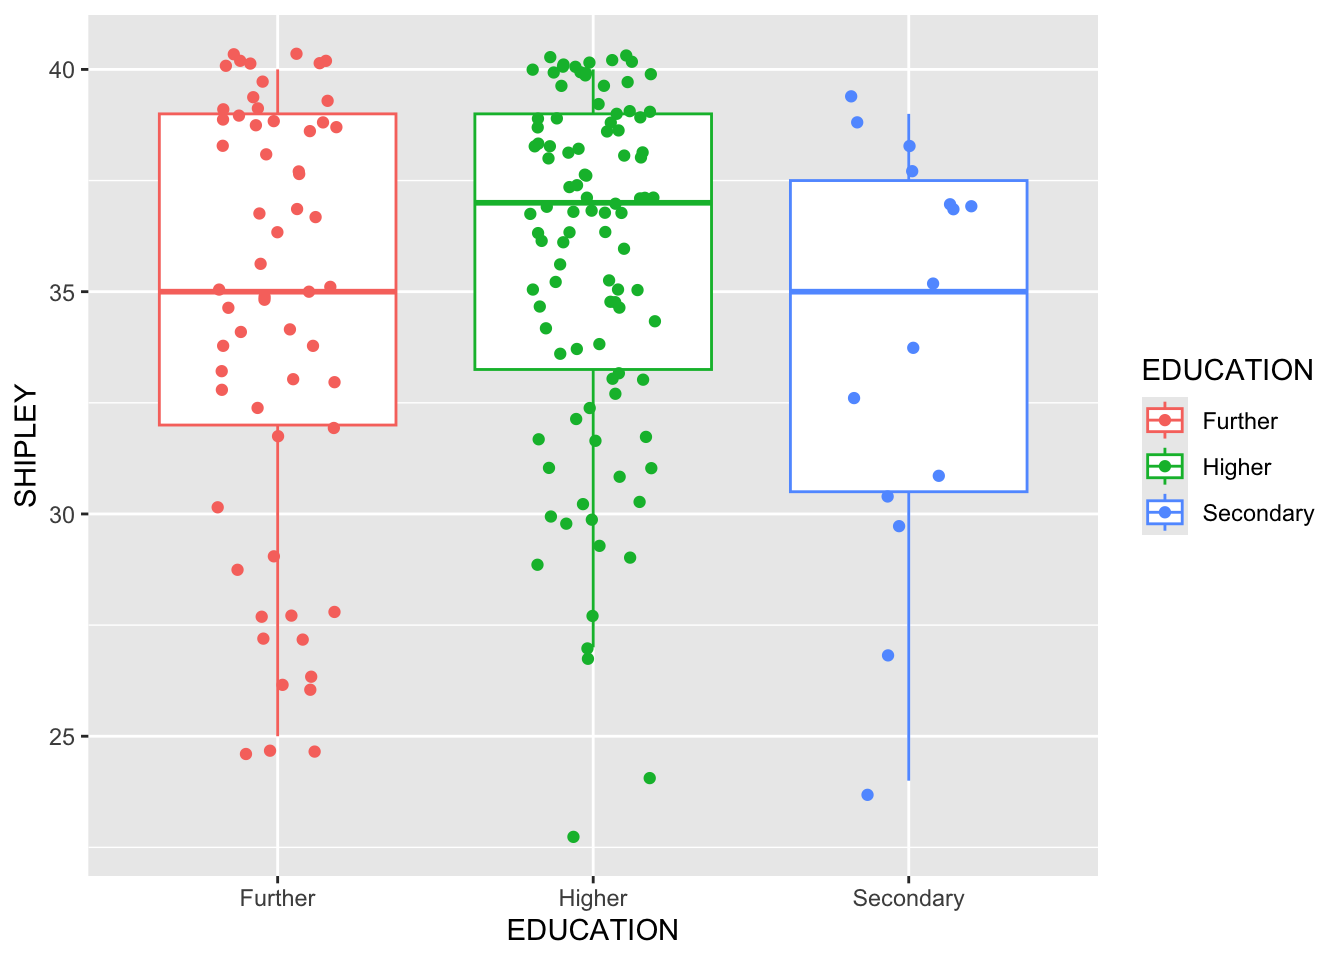 SHIPLEY
40
35
30
25
Further
Higher
Secondary
EDUCATION
EDUCATION
Further
Higher
Secondary